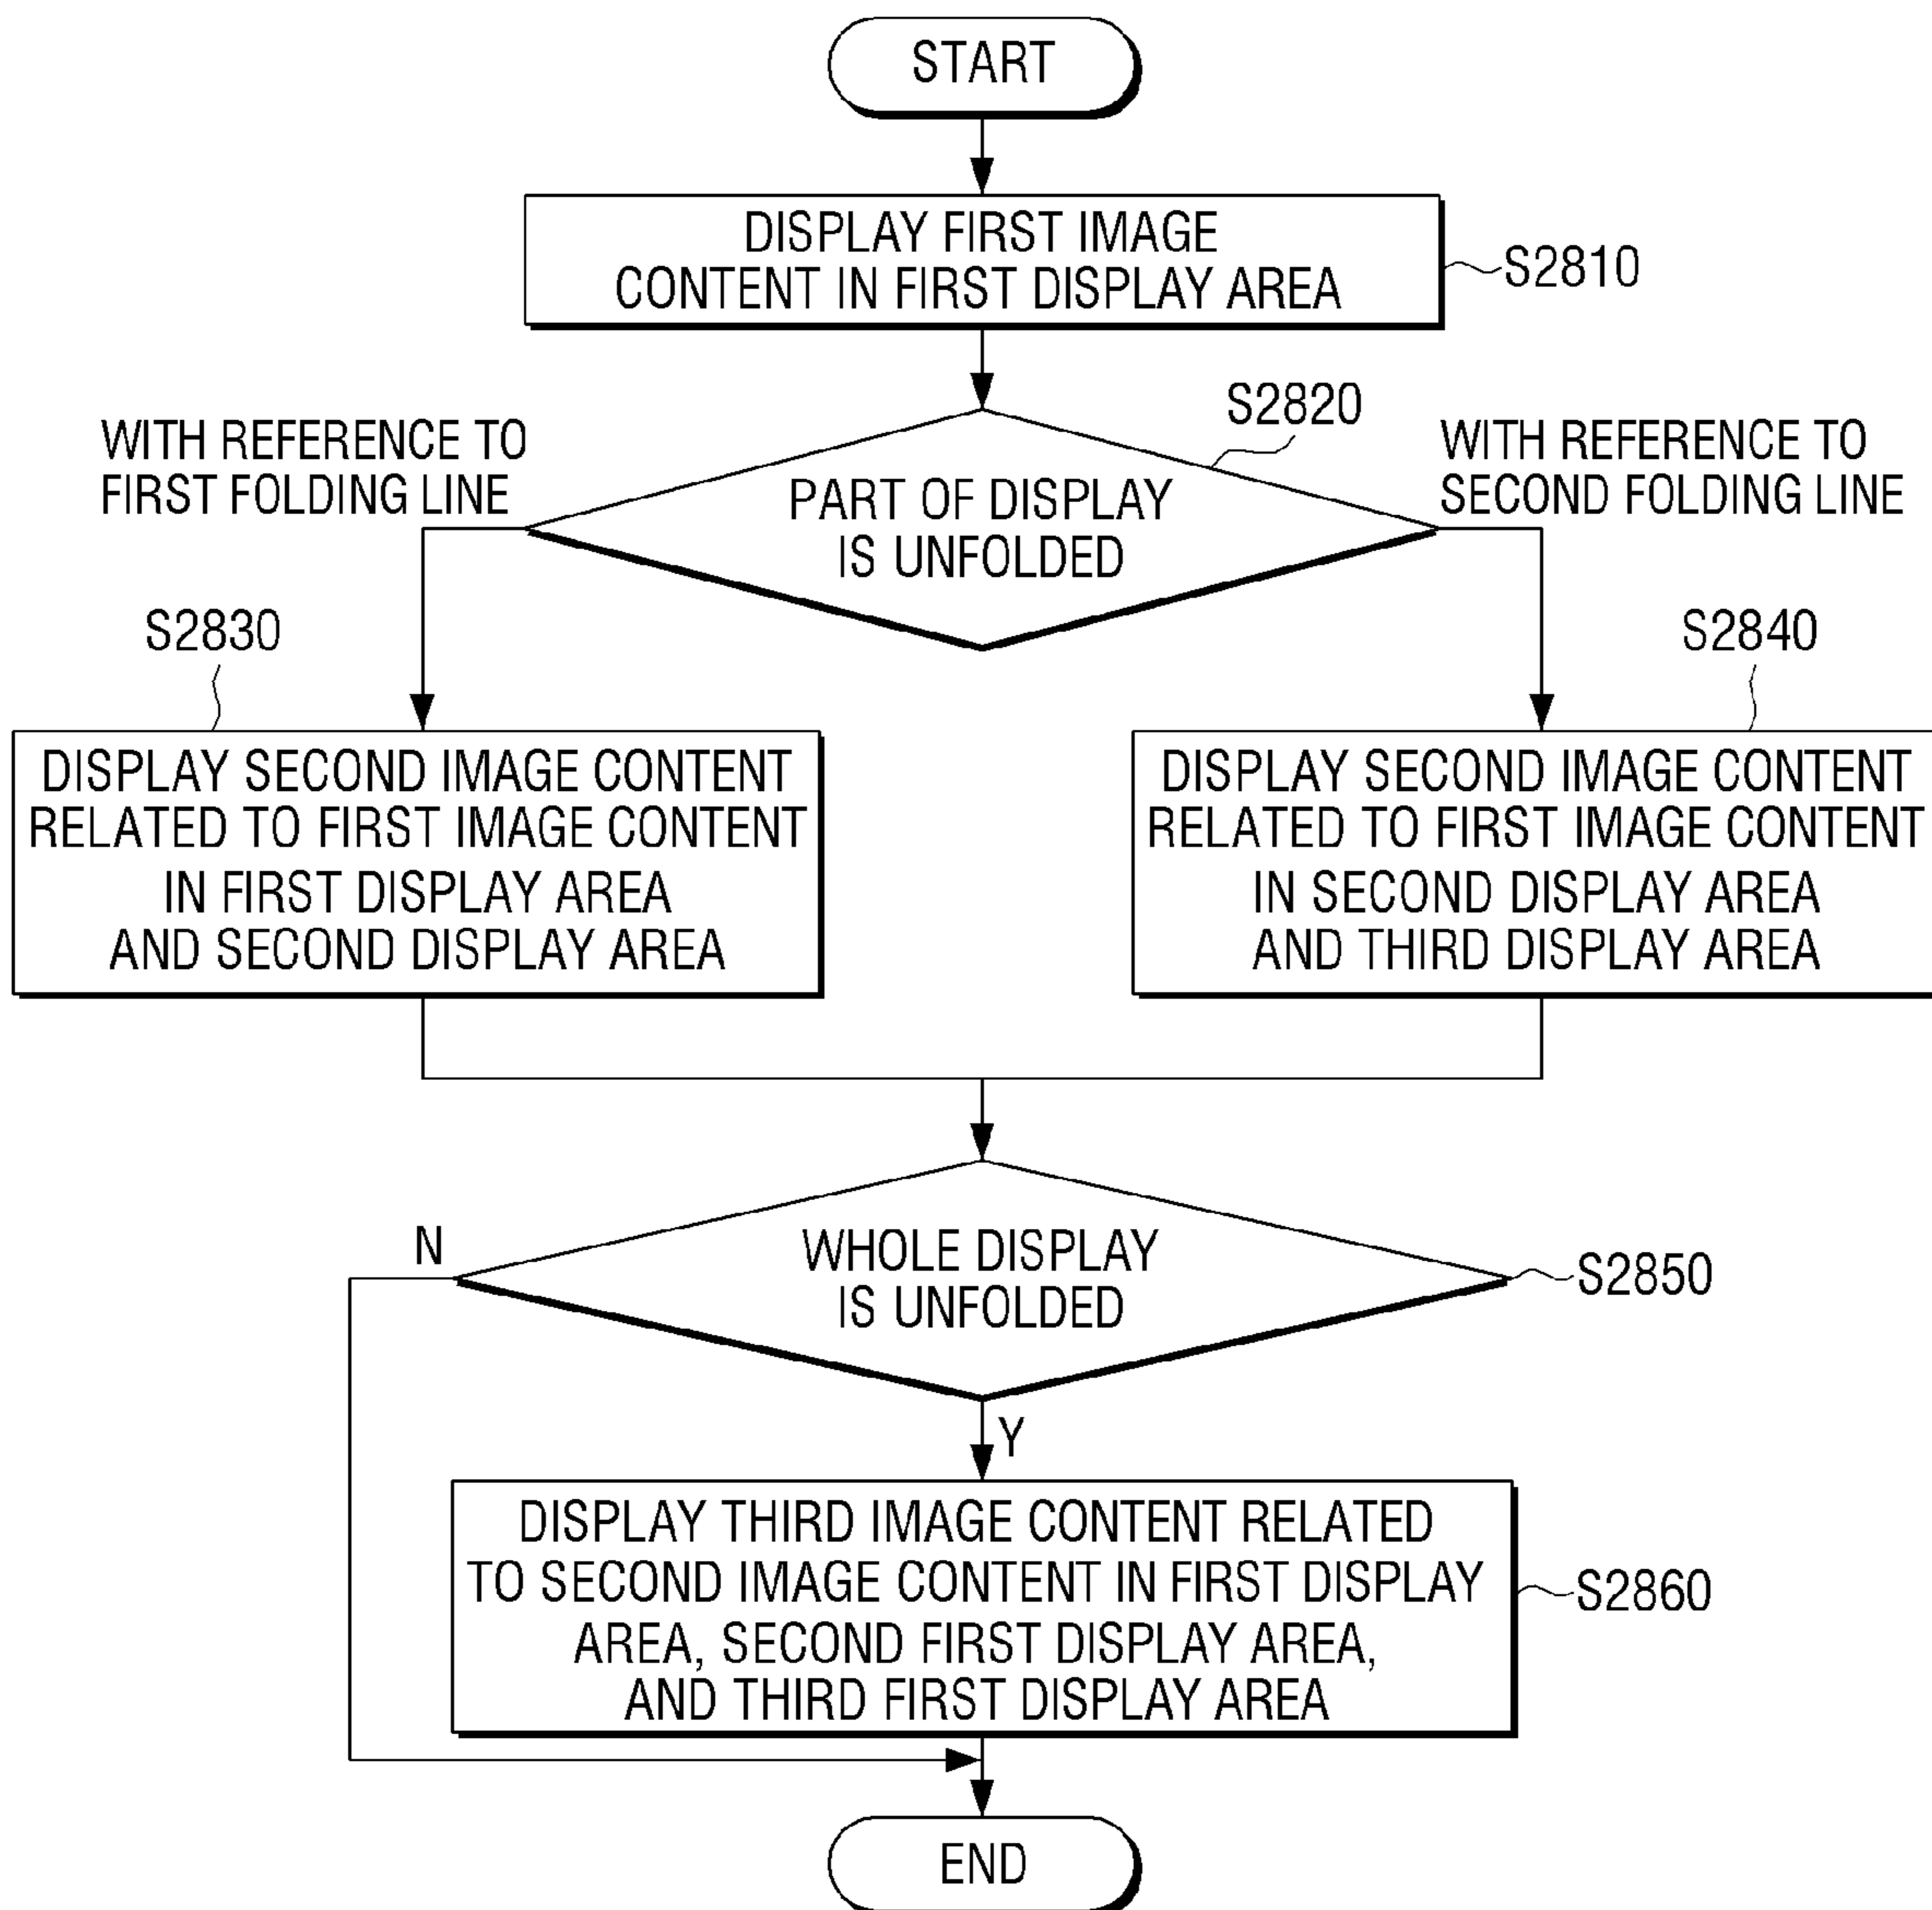 START
DISPLAY FIRST IMAGE
CONTENT IN FIRST DISPLAY AREA
S2810
S2820
WITH REFERENCE TO
FIRST FOLDING LINE
PART OF DISPLAY
IS UNFOLDED
WITH REFERENCE TO
SECOND FOLDING LINE
S2830
S2840
DISPLAY SECOND IMAGE CONTENT
RELATED TO FIRST IMAGE CONTENT
IN FIRST DISPLAY AREA
AND SECOND DISPLAY AREA
DISPLAY SECOND IMAGE CONTENT
RELATED TO FIRST IMAGE CONTENT
IN SECOND DISPLAY AREA
AND THIRD DISPLAY AREA
N
WHOLE DISPLAY
IS UNFOLDED
S2850
Y
DISPLAY THIRD IMAGE CONTENT RELATED
TO SECOND IMAGE CONTENT IN FIRST DISPLAY
AREA, SECOND FIRST DISPLAY AREA,
AND THIRD FIRST DISPLAY AREA
S2860
END